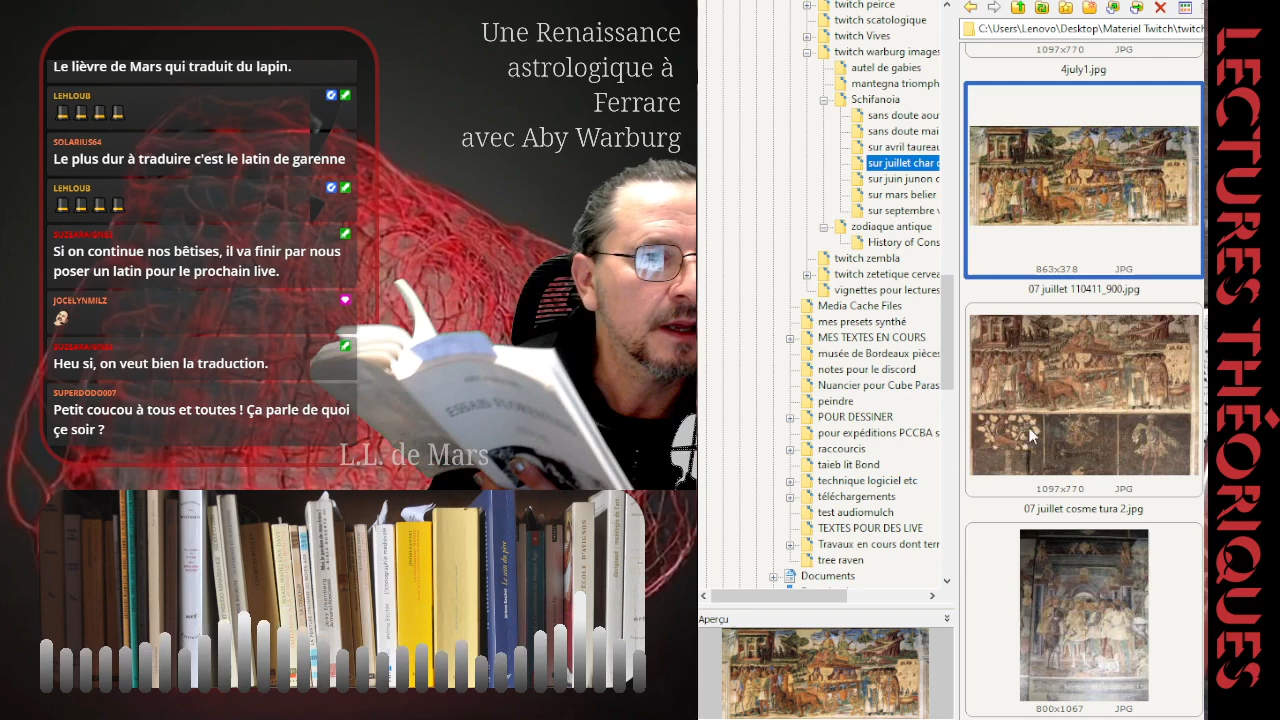 Une Renaissance
astrologique à
Ferrare
avec Aby Warburg
Le lièvre de Mars qui traduit du lapin.
LEHLOUB
SOLARIUS64
Le plus dur à traduire c'est le latin de garenne
LEHLOUB
Si on continue nos bêtises, il va finir par nous
poser un latin pour le prochain live.
JOCELYNMILZ
Heu si, on veut bien la traduction.
SUPERDODO007
Petit coucou à tous et toutes ! Ça parle de quoi
çe soir ?
L.L. de Mars
ESSAIS FLORENTINS
twitch peirce
twitch scatologique
twitch Vives
twitch warburg images
autel de gabies
mantegna triomph
Schifanoia
sans doute aou
sans doute mai
sur avril taureau
sur juillet char
sur juin junon c
sur mars belier
sur septembre v
zodiaque antique
History of Cons
twitch zembla
twitch zetetique cervea
vignettes pour lectures
Media Cache Files
mes presets synthé
MES TEXTES EN COURS
musée de Bordeaux pièces
notes pour le discord
Nuancier pour Cube Paras
peindre
POUR DESSINER
pour expéditions PCCBA s
raccourcis
taieb lit Bond
technique logiciel etc
téléchargements
test audiomulch
TEXTES POUR DES LIVE
Travaux en cours dont terr
tree raven
Documents
Aperçu
C:\Users\Lenovo\Desktop\Materiel Twitch\twitch
1097x770 JPG
4july1.jpg
863x378 JPG
07 juillet 110411_900.jpg
1097x770 JPG
07 juillet cosme tura 2.jpg
800x1067 JPG
LECTURES THÉORIQUES